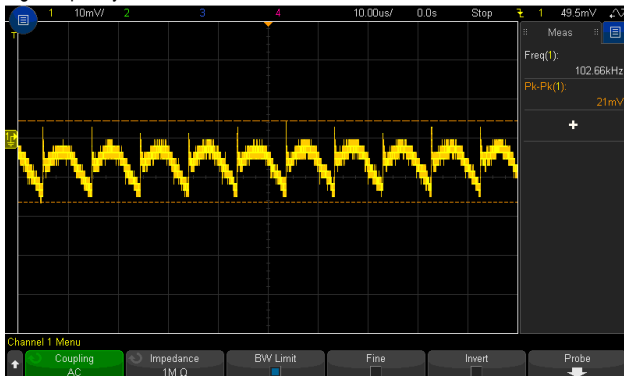 1 10mV/ 2 3 4 10.00us/ 0.0s Stop 1 49.5mV
Meas
Freq(1):
102.66kHz
Pk-Pk(1):
21mV
+
Channel 1 Menu
Coupling Impedance BW Limit Fine Invert Probe
AC 1M Ω